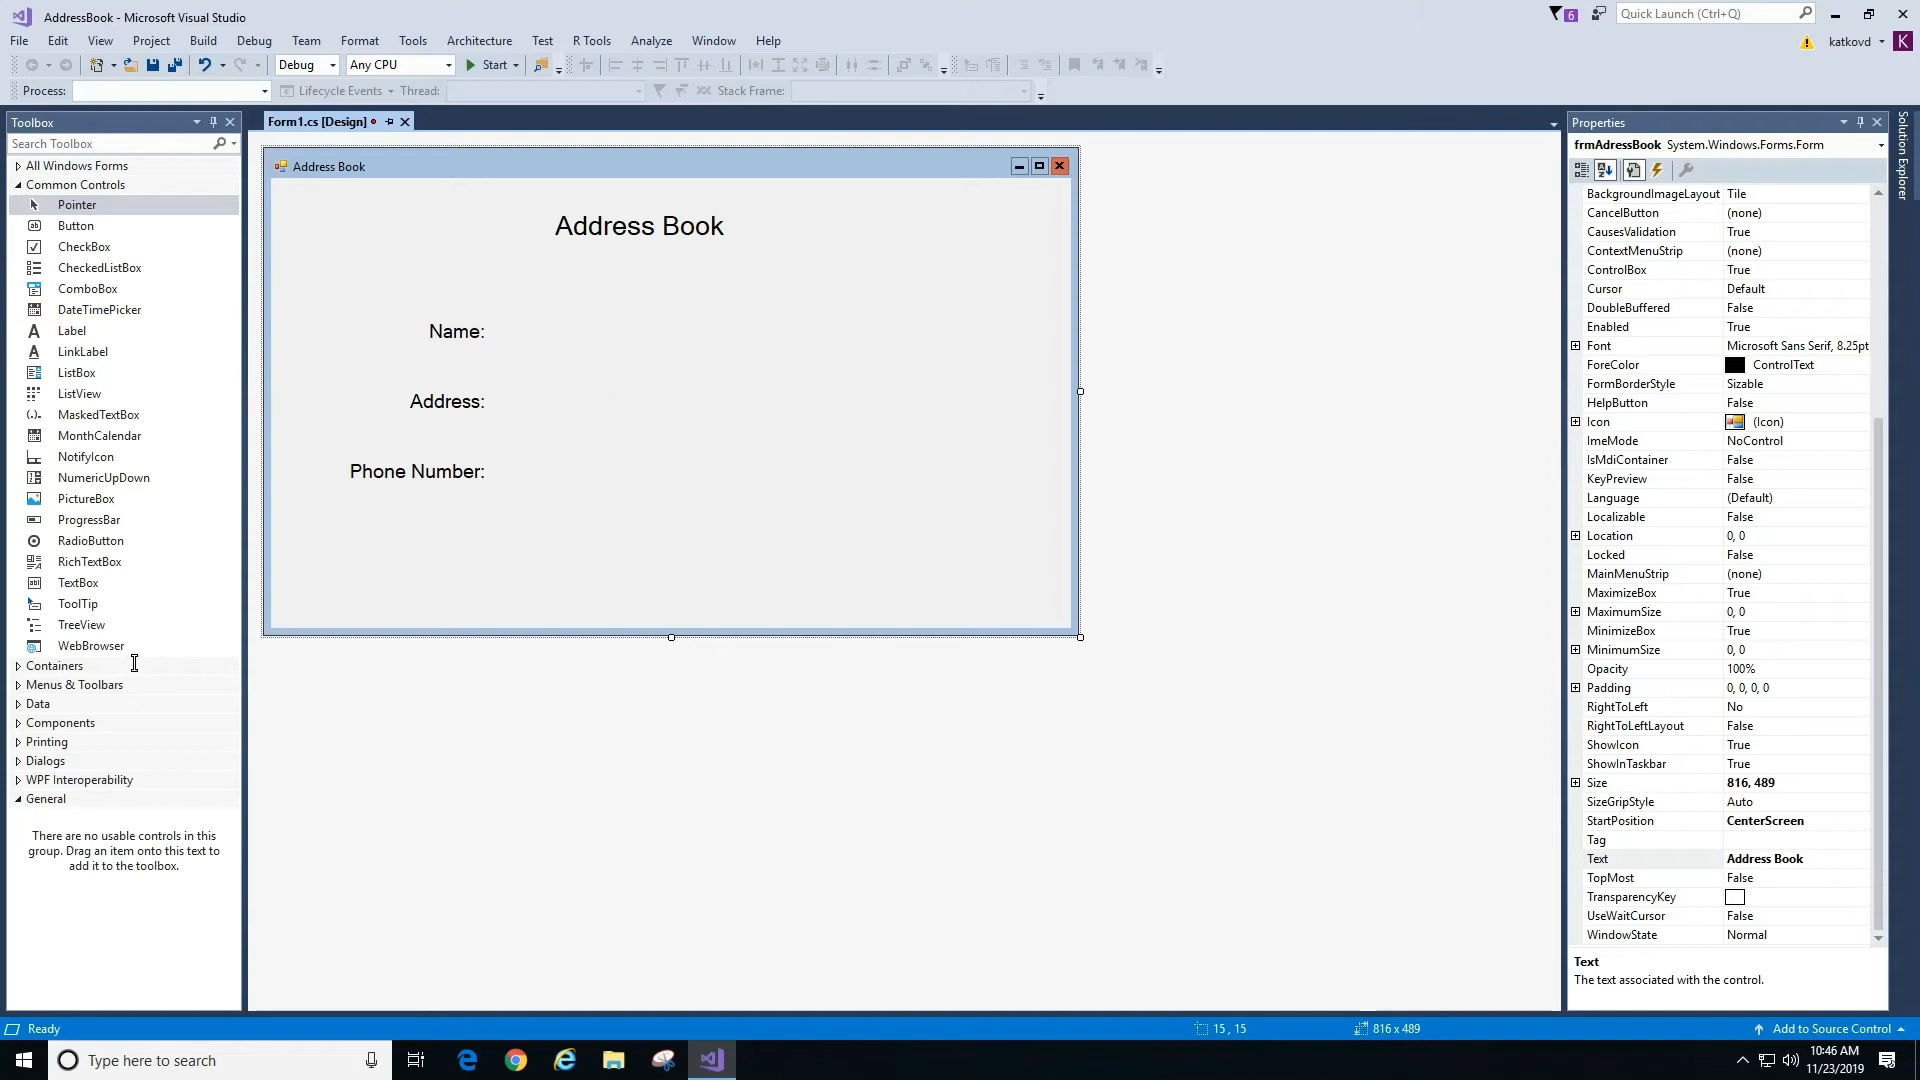 AddressBook - Microsoft Visual Studio
6
Quick Launch (Ctrl+Q)
File Edit View Project Build Debug Team Format Tools Architecture Test R Tools Analyze Window Help
katkovd K
Debug Any CPU Start
Process: Lifecycle Events Thread: Stack Frame:
Toolbox
Search Toolbox
All Windows Forms
Common Controls
Pointer
Button
CheckBox
CheckedListBox
ComboBox
DateTimePicker
Label
LinkLabel
ListBox
ListView
MaskedTextBox
MonthCalendar
NotifyIcon
NumericUpDown
PictureBox
ProgressBar
RadioButton
RichTextBox
TextBox
ToolTip
TreeView
WebBrowser
Containers
Menus & Toolbars
Data
Components
Printing
Dialogs
WPF Interoperability
General
There are no usable controls in this
group. Drag an item onto this text to
add it to the toolbox.
Form1.cs [Design]
Address Book
Address Book
Name:
Address:
Phone Number:
Properties
frmAdressBook System.Windows.Forms.Form
BackgroundImageLayout Tile
CancelButton (none)
CausesValidation True
ContextMenuStrip (none)
ControlBox True
Cursor Default
DoubleBuffered False
Enabled True
Font Microsoft Sans Serif, 8.25pt
ForeColor ControlText
FormBorderStyle Sizable
HelpButton False
Icon (Icon)
ImeMode NoControl
IsMdiContainer False
KeyPreview False
Language (Default)
Localizable False
Location 0, 0
Locked False
MainMenuStrip (none)
MaximizeBox True
MaximumSize 0, 0
MinimizeBox True
MinimumSize 0, 0
Opacity 100%
Padding 0, 0, 0, 0
RightToLeft No
RightToLeftLayout False
ShowIcon True
ShowInTaskbar True
Size 816, 489
SizeGripStyle Auto
StartPosition CenterScreen
Tag
Text Address Book
TopMost False
TransparencyKey
UseWaitCursor False
WindowState Normal
Text
The text associated with the control.
Solution Explorer
Ready 15 , 15 816 x 489 Add to Source Control
Type here to search
10:46 AM
11/23/2019